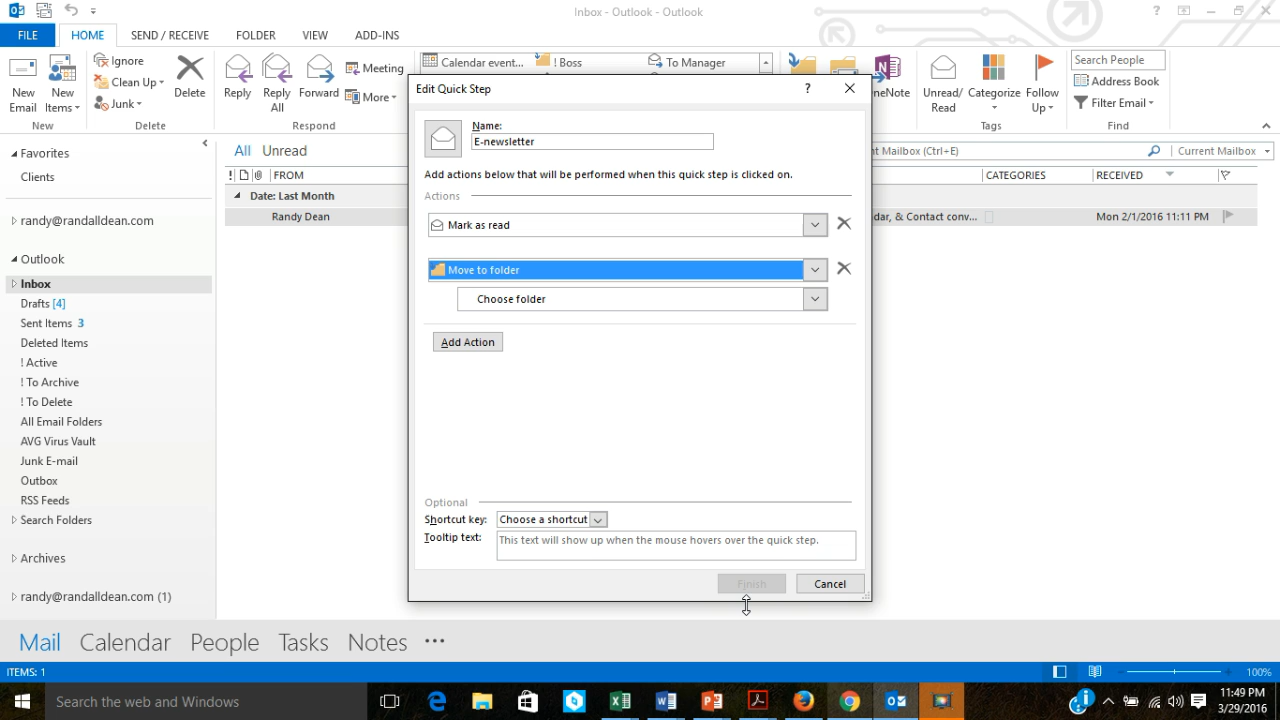 Inbox - Outlook - Outlook
?
FILE
HOME
SEND / RECEIVE
FOLDER
VIEW
ADD-INS
New Email
New Items
Ignore
Clean Up
Junk
Delete
Reply
Reply All
Forward
Meeting
More
Calendar event...
! Boss
To Manager
Unread/ Read
Categorize
Follow Up
Search People
Address Book
Filter Email
New
Delete
Respond
Tags
Find
Favorites
Clients
randy@randalldean.com
Outlook
Inbox
Drafts [4]
Sent Items 3
Deleted Items
! Active
! To Archive
! To Delete
All Email Folders
AVG Virus Vault
Junk E-mail
Outbox
RSS Feeds
Search Folders
Archives
randy@randalldean.com (1)
All Unread
nt Mailbox (Ctrl+E)
Current Mailbox
! FROM
CATEGORIES
RECEIVED
Date: Last Month
Randy Dean
dar, & Contact conv...
Mon 2/1/2016 11:11 PM
Edit Quick Step
?
Name:
E-newsletter
Add actions below that will be performed when this quick step is clicked on.
Actions
Mark as read
Move to folder
Choose folder
Add Action
Optional
Shortcut key: Choose a shortcut
Tooltip text: This text will show up when the mouse hovers over the quick step.
Finish
Cancel
Mail Calendar People Tasks Notes •••
ITEMS: 1
100%
Search the web and Windows
11:49 PM
3/29/2016